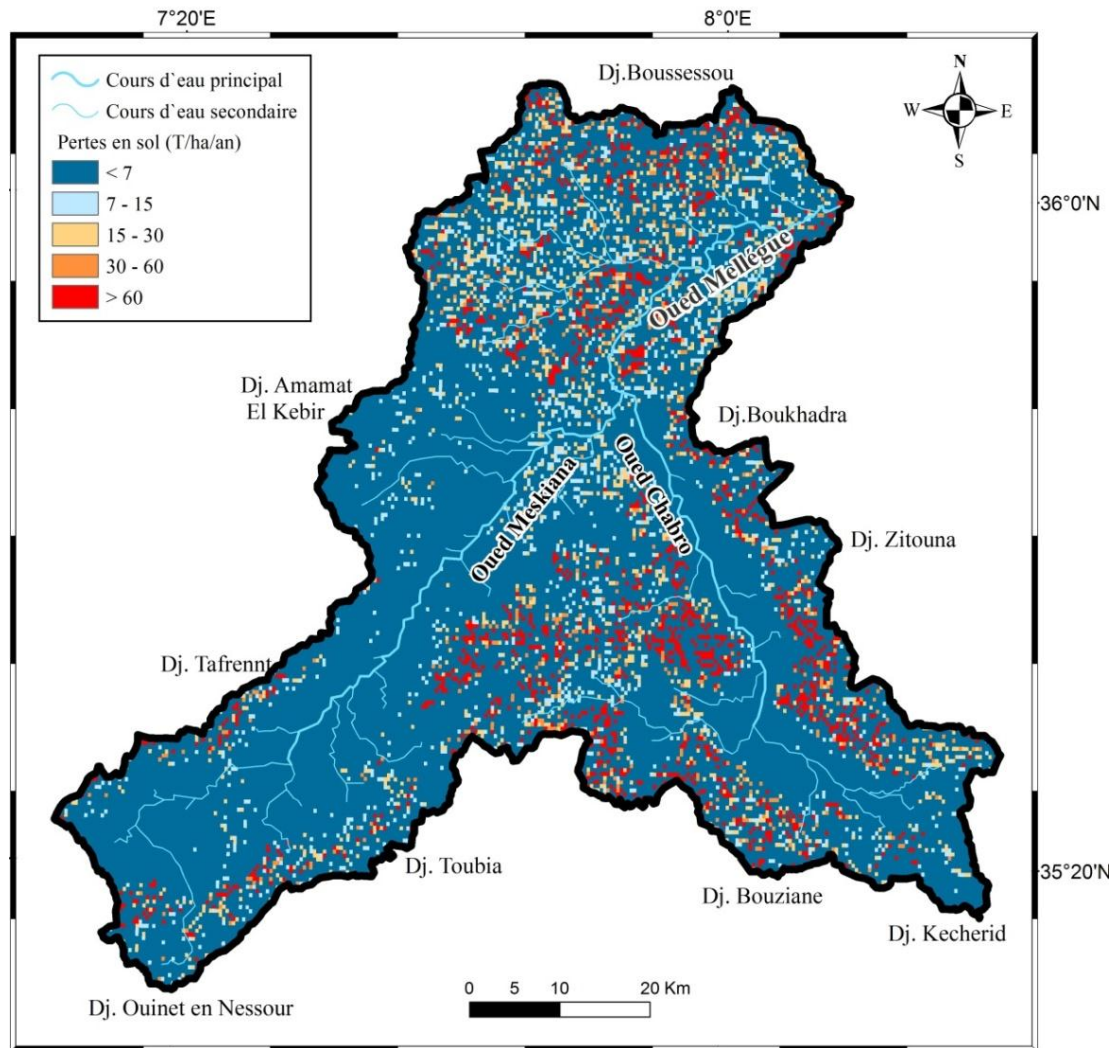 7°20'E
8°0'E
Cours d`eau principal
Cours d`eau secondaire
Pertes en sol (T/ha/an)
< 7
7 - 15
15 - 30
30 - 60
> 60
Dj.Boussessou
N
W
E
S
36°0'N
Oued Mellégue
Dj. Amamat
El Kebir
Dj.Boukhadra
Oued Meskiana
Oued Chabro
Dj. Zitouna
Dj. Tafrennt
Dj. Toubia
35°20'N
Dj. Bouziane
Dj. Kecherid
Dj. Ouinet en Nessour
0 5 10 20 Km